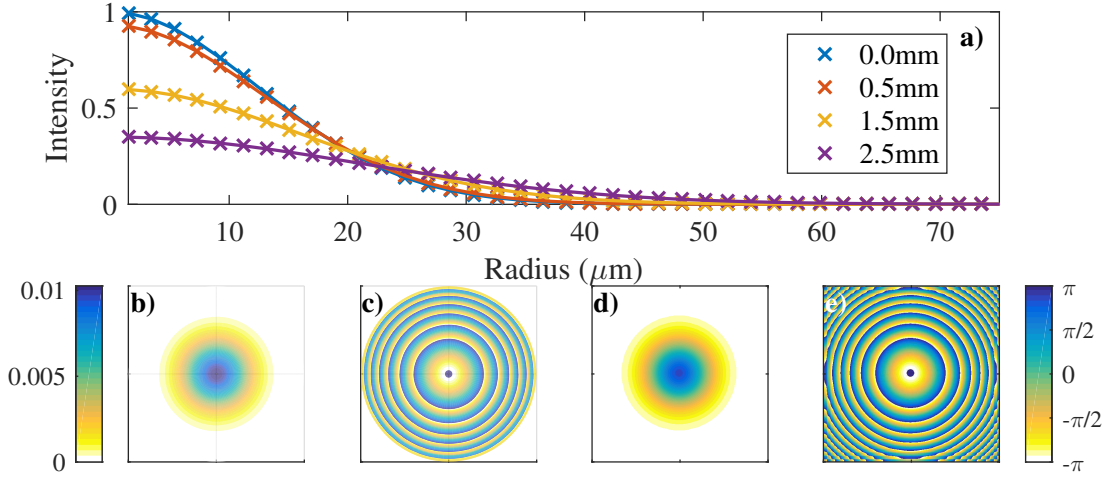 1
0.5
0
Intensity
a)
0.0mm
0.5mm
1.5mm
2.5mm
10 20 30 40 50 60 70
Radius (μm)
0.01
0.005
0
b)
c)
d)
e)
π
π/2
0
-π/2
-π